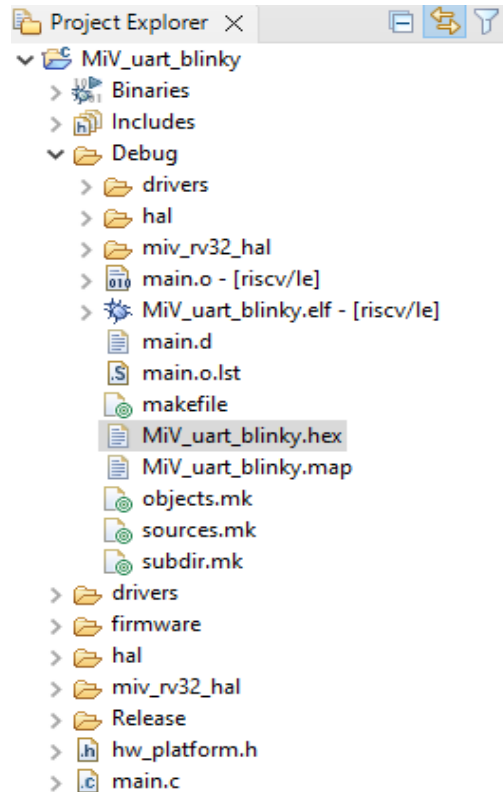 Project Explorer
MiV_uart_blinky
Binaries
Includes
Debug
drivers
hal
miv_rv32_hal
main.o - [riscv/le]
MiV_uart_blinky.elf - [riscv/le]
main.d
main.o.lst
makefile
MiV_uart_blinky.hex
MiV_uart_blinky.map
objects.mk
sources.mk
subdir.mk
drivers
firmware
hal
miv_rv32_hal
Release
hw_platform.h
main.c